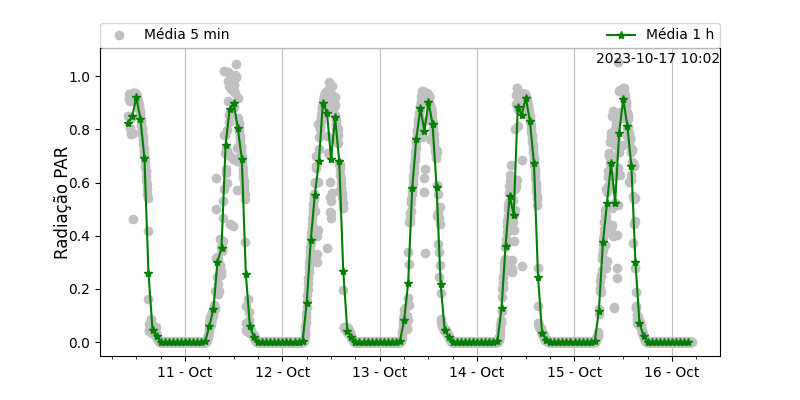 Média 5 min
Média 1 h
2023-10-17 10:02
Radiação PAR
1.0
0.8
0.6
0.4
0.2
0.0
11 - Oct
12 - Oct
13 - Oct
14 - Oct
15 - Oct
16 - Oct